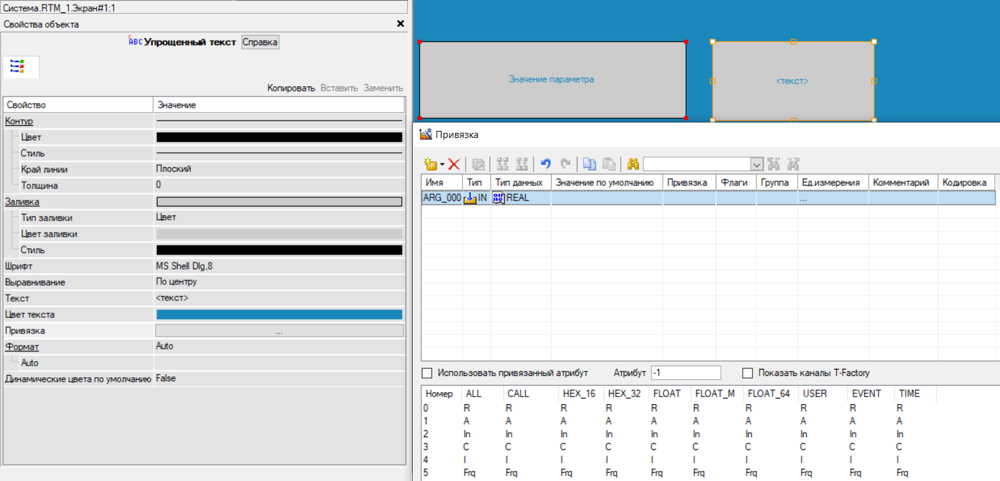 Система.RTM_1.Экран#1:1
Свойства объекта
ABC Упрощенный текст Справка
Копировать Вставить Заменить
Свойство Значение
Контур
Цвет
Стиль
Край линии Плоский
Толщина 0
Заливка
Тип заливки Цвет
Цвет заливки
Стиль
Шрифт MS Shell Dlg,8
Выравнивание По центру
Текст <текст>
Цвет текста
Привязка ...
Формат Auto
Auto
Динамические цвета по умолчанию False
Значение параметра <текст>
Привязка
Имя Тип Тип данных Значение по умолчанию Привязка Флаги Группа Ед.измерения Комментарий Кодировка
ARG_000 IN REAL ...
Использовать привязанный атрибут Атрибут -1 Показать каналы T-Factory
Номер ALL CALL HEX_16 HEX_32 FLOAT FLOAT_M FLOAT_64 USER EVENT TIME
0 R R R R R R R R R R
1 A A A A A A A A A A
2 In In In In In In In In In In
3 C C C C C C C C C C
4 I I I I I I I I I I
5 Frq Frq Frq Frq Frq Frq Frq Frq Frq Frq